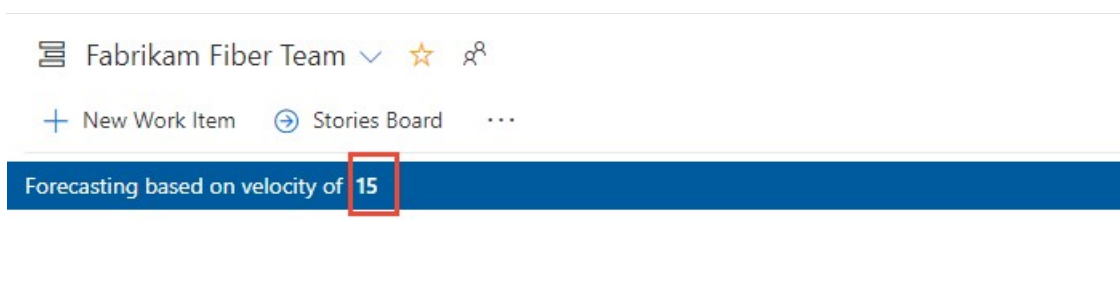 Fabrikam Fiber Team
New Work Item Stories Board ...
Forecasting based on velocity of 15